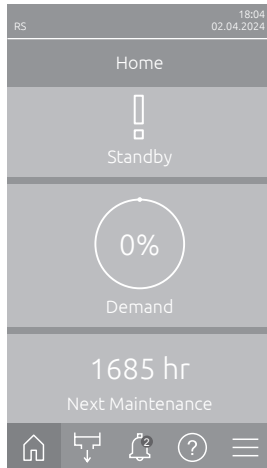 18:04
RS 02.04.2024
Home
Standby
0%
Demand
1685 hr
Next Maintenance
2
?